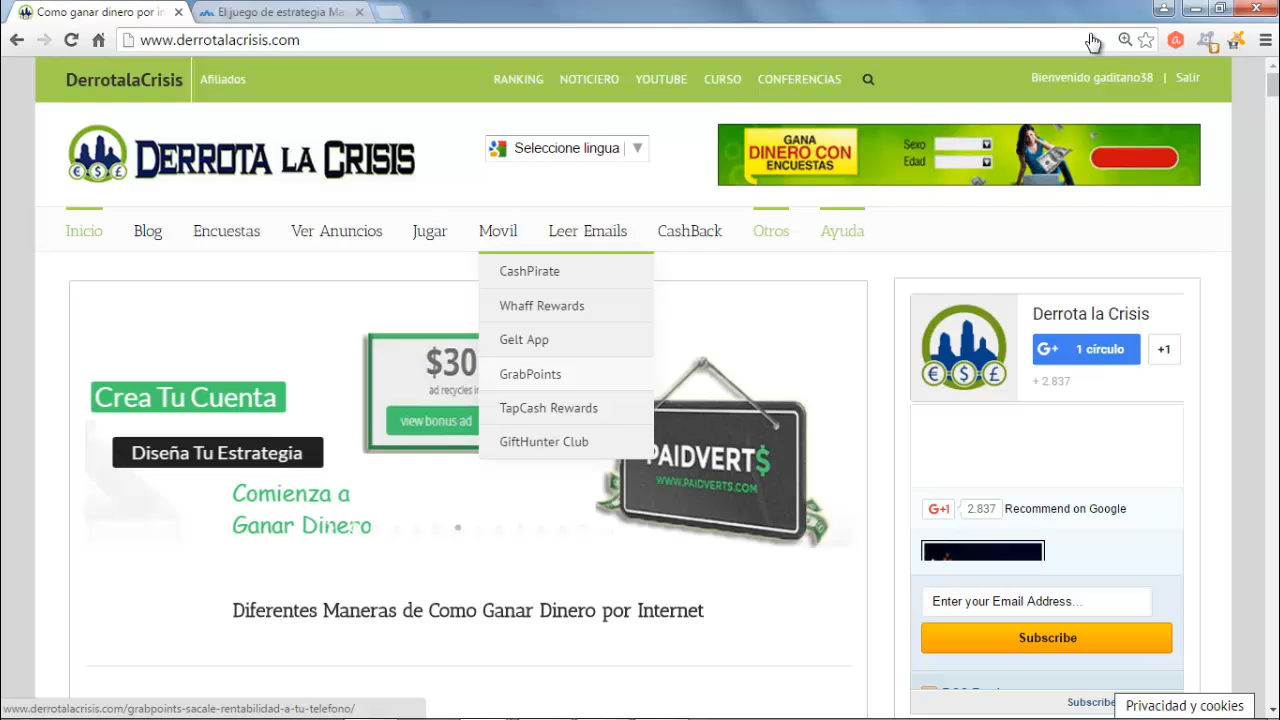 Como ganar dinero por in
El juego de estrategia Ma
www.derrotalacrisis.com
DerrotalaCrisis
Afiliados
RANKING
NOTICIERO
YOUTUBE
CURSO
CONFERENCIAS
Bienvenido gaditano38 | Salir
€ $ £
DERROTA LA CRISIS
Seleccione lingua
GANA
DINERO CON
ENCUESTAS
Sexo
Edad
Inicio
Blog
Encuestas
Ver Anuncios
Jugar
Movil
Leer Emails
CashBack
Otros
Ayuda
CashPirate
Whaff Rewards
Gelt App
GrabPoints
TapCash Rewards
GiftHunter Club
$30
ad recycles in
view bonus ad
Crea Tu Cuenta
Diseña Tu Estrategia
Comienza a
Ganar Dinero
PAIDVERT$
WWW.PAIDVERTS.COM
Diferentes Maneras de Como Ganar Dinero por Internet
€ $ £
Derrota la Crisis
G+ 1 círculo
+1
+ 2.837
G+1 2.837 Recommend on Google
Enter your Email Address...
Subscribe
Subscribe
Privacidad y cookies
www.derrotalacrisis.com/grabpoints-sacale-rentabilidad-a-tu-telefono/